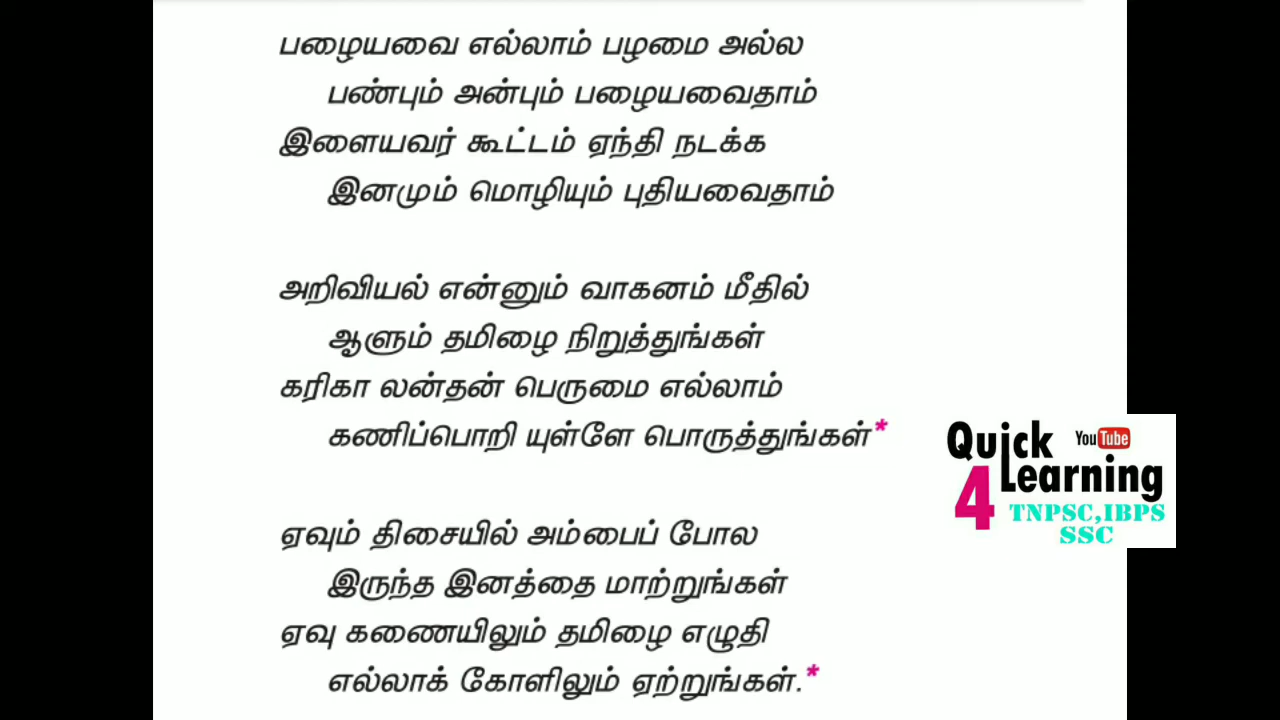 பழையவை எல்லாம் பழமை அல்ல
பண்பும் அன்பும் பழையவைதாம்
இளையவர் கூட்டம் ஏந்தி நடக்க
இனமும் மொழியும் புதியவைதாம்
அறிவியல் என்னும் வாகனம் மீதில்
ஆளும் தமிழை நிறுத்துங்கள்
கரிகா லன்தன் பெருமை எல்லாம்
கணிப்பொறி யுள்ளே பொருத்துங்கள்*
ஏவும் திசையில் அம்பைப் போல
இருந்த இனத்தை மாற்றுங்கள்
ஏவு கணையிலும் தமிழை எழுதி
எல்லாக் கோளிலும் ஏற்றுங்கள்.*
Quick YouTube
4 Learning
TNPSC,IBPS
SSC